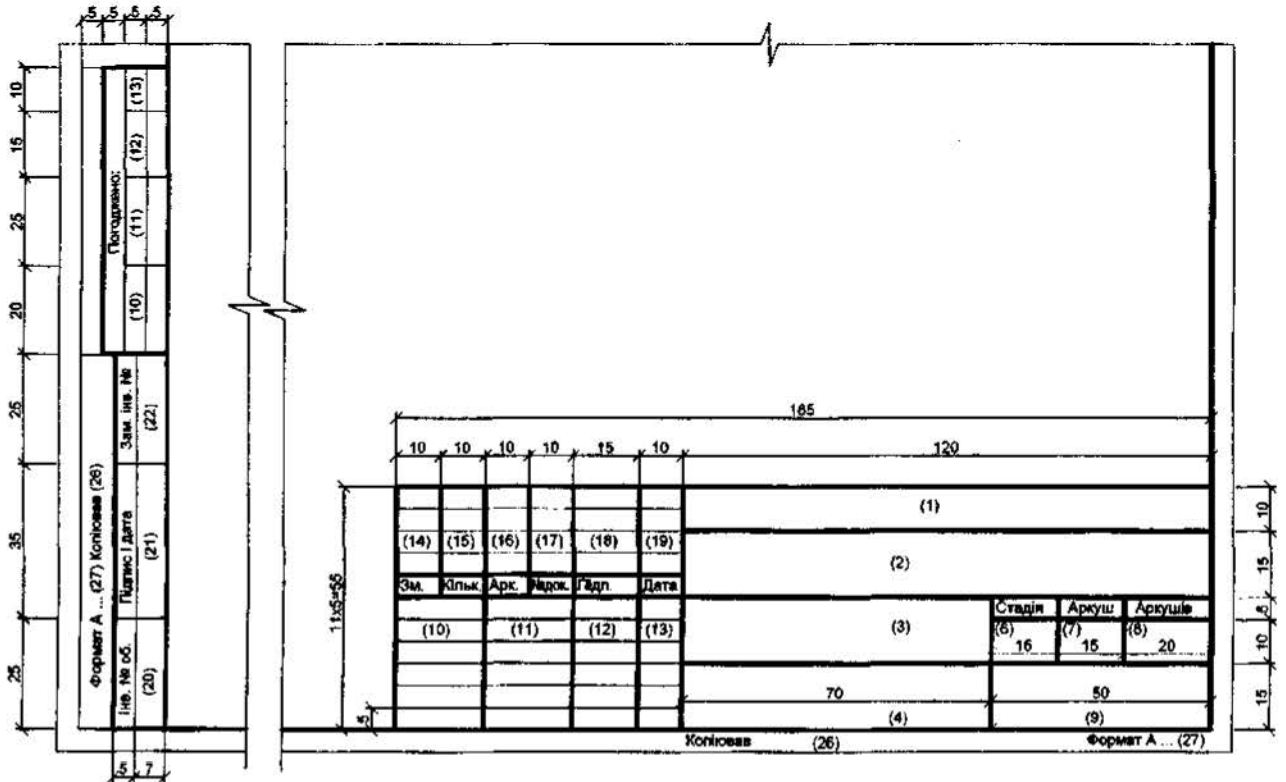 5 5 5 5
10 15 25 20 25 35 25
Погоджено:
(13) (12) (11) (10)
Зам. інв. №
(22)
Підпис і дата
(21)
Інв. № об.
(20)
Формат А ... (27) Копіював (26)
5 7
185
10 10 10 10 15 10 120
11x5=55
5
(1)
(14) (15) (16) (17) (18) (19)
(2)
Зм. Кільк. Арк. №док. Підп. Дата
Стадія Аркуш Аркушів
(10) (11) (12) (13)
(3)
(6) (7) (8)
16 15 20
70 50
(4) (9)
10 15 5 10 15
Копіював (26) Формат А ... (27)